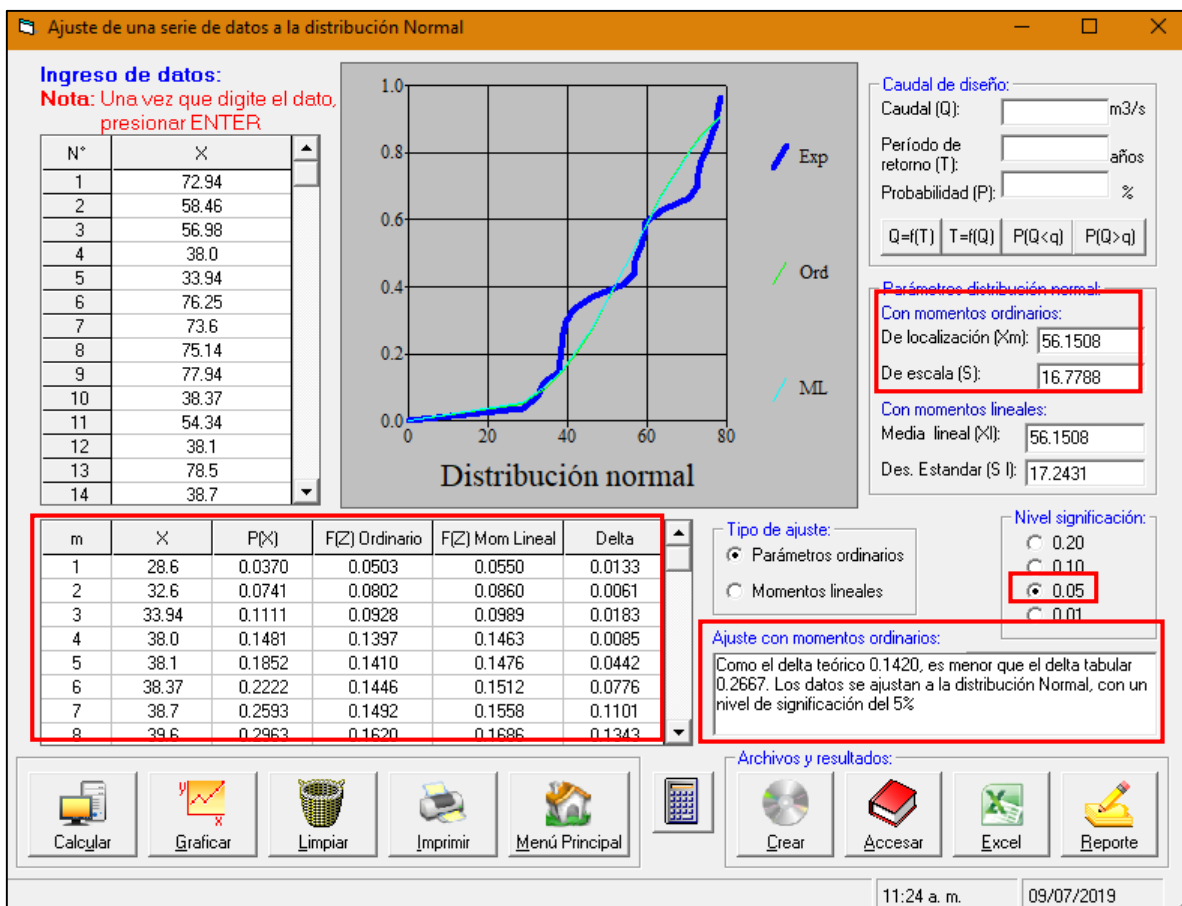 Ajuste de una serie de datos a la distribución Normal
Ingreso de datos:
Nota: Una vez que digite el dato,
presionar ENTER
N° X
1 72.94
2 58.46
3 56.98
4 38.0
5 33.94
6 76.25
7 73.6
8 75.14
9 77.94
10 38.37
11 54.34
12 38.1
13 78.5
14 38.7
1.0
0.8
0.6
0.4
0.2
0.0
0 20 40 60 80
Exp
Ord
ML
Distribución normal
Caudal de diseño:
Caudal (Q): m3/s
Período de
retorno (T): años
Probabilidad (P): %
Q=f(T) T=f(Q) P(Q<q) P(Q>q)
Parámetros distribución normal:
Con momentos ordinarios:
De localización (Xm): 56.1508
De escala (S): 16.7788
Con momentos lineales:
Media lineal (Xl): 56.1508
Des. Estandar (S l): 17.2431
m X P(X) F(Z) Ordinario F(Z) Mom Lineal Delta
1 28.6 0.0370 0.0503 0.0550 0.0133
2 32.6 0.0741 0.0802 0.0860 0.0061
3 33.94 0.1111 0.0928 0.0989 0.0183
4 38.0 0.1481 0.1397 0.1463 0.0085
5 38.1 0.1852 0.1410 0.1476 0.0442
6 38.37 0.2222 0.1446 0.1512 0.0776
7 38.7 0.2593 0.1492 0.1558 0.1101
8 39.6 0.2963 0.1620 0.1686 0.1343
Tipo de ajuste:
Parámetros ordinarios
Momentos lineales
Nivel significación:
0.20
0.10
0.05
0.01
Ajuste con momentos ordinarios:
Como el delta teórico 0.1420, es menor que el delta tabular
0.2667. Los datos se ajustan a la distribución Normal, con un
nivel de significación del 5%
Calcular
Graficar
Limpiar
Imprimir
Menú Principal
Archivos y resultados:
Crear
Accesar
Excel
Reporte
11:24 a. m. 09/07/2019